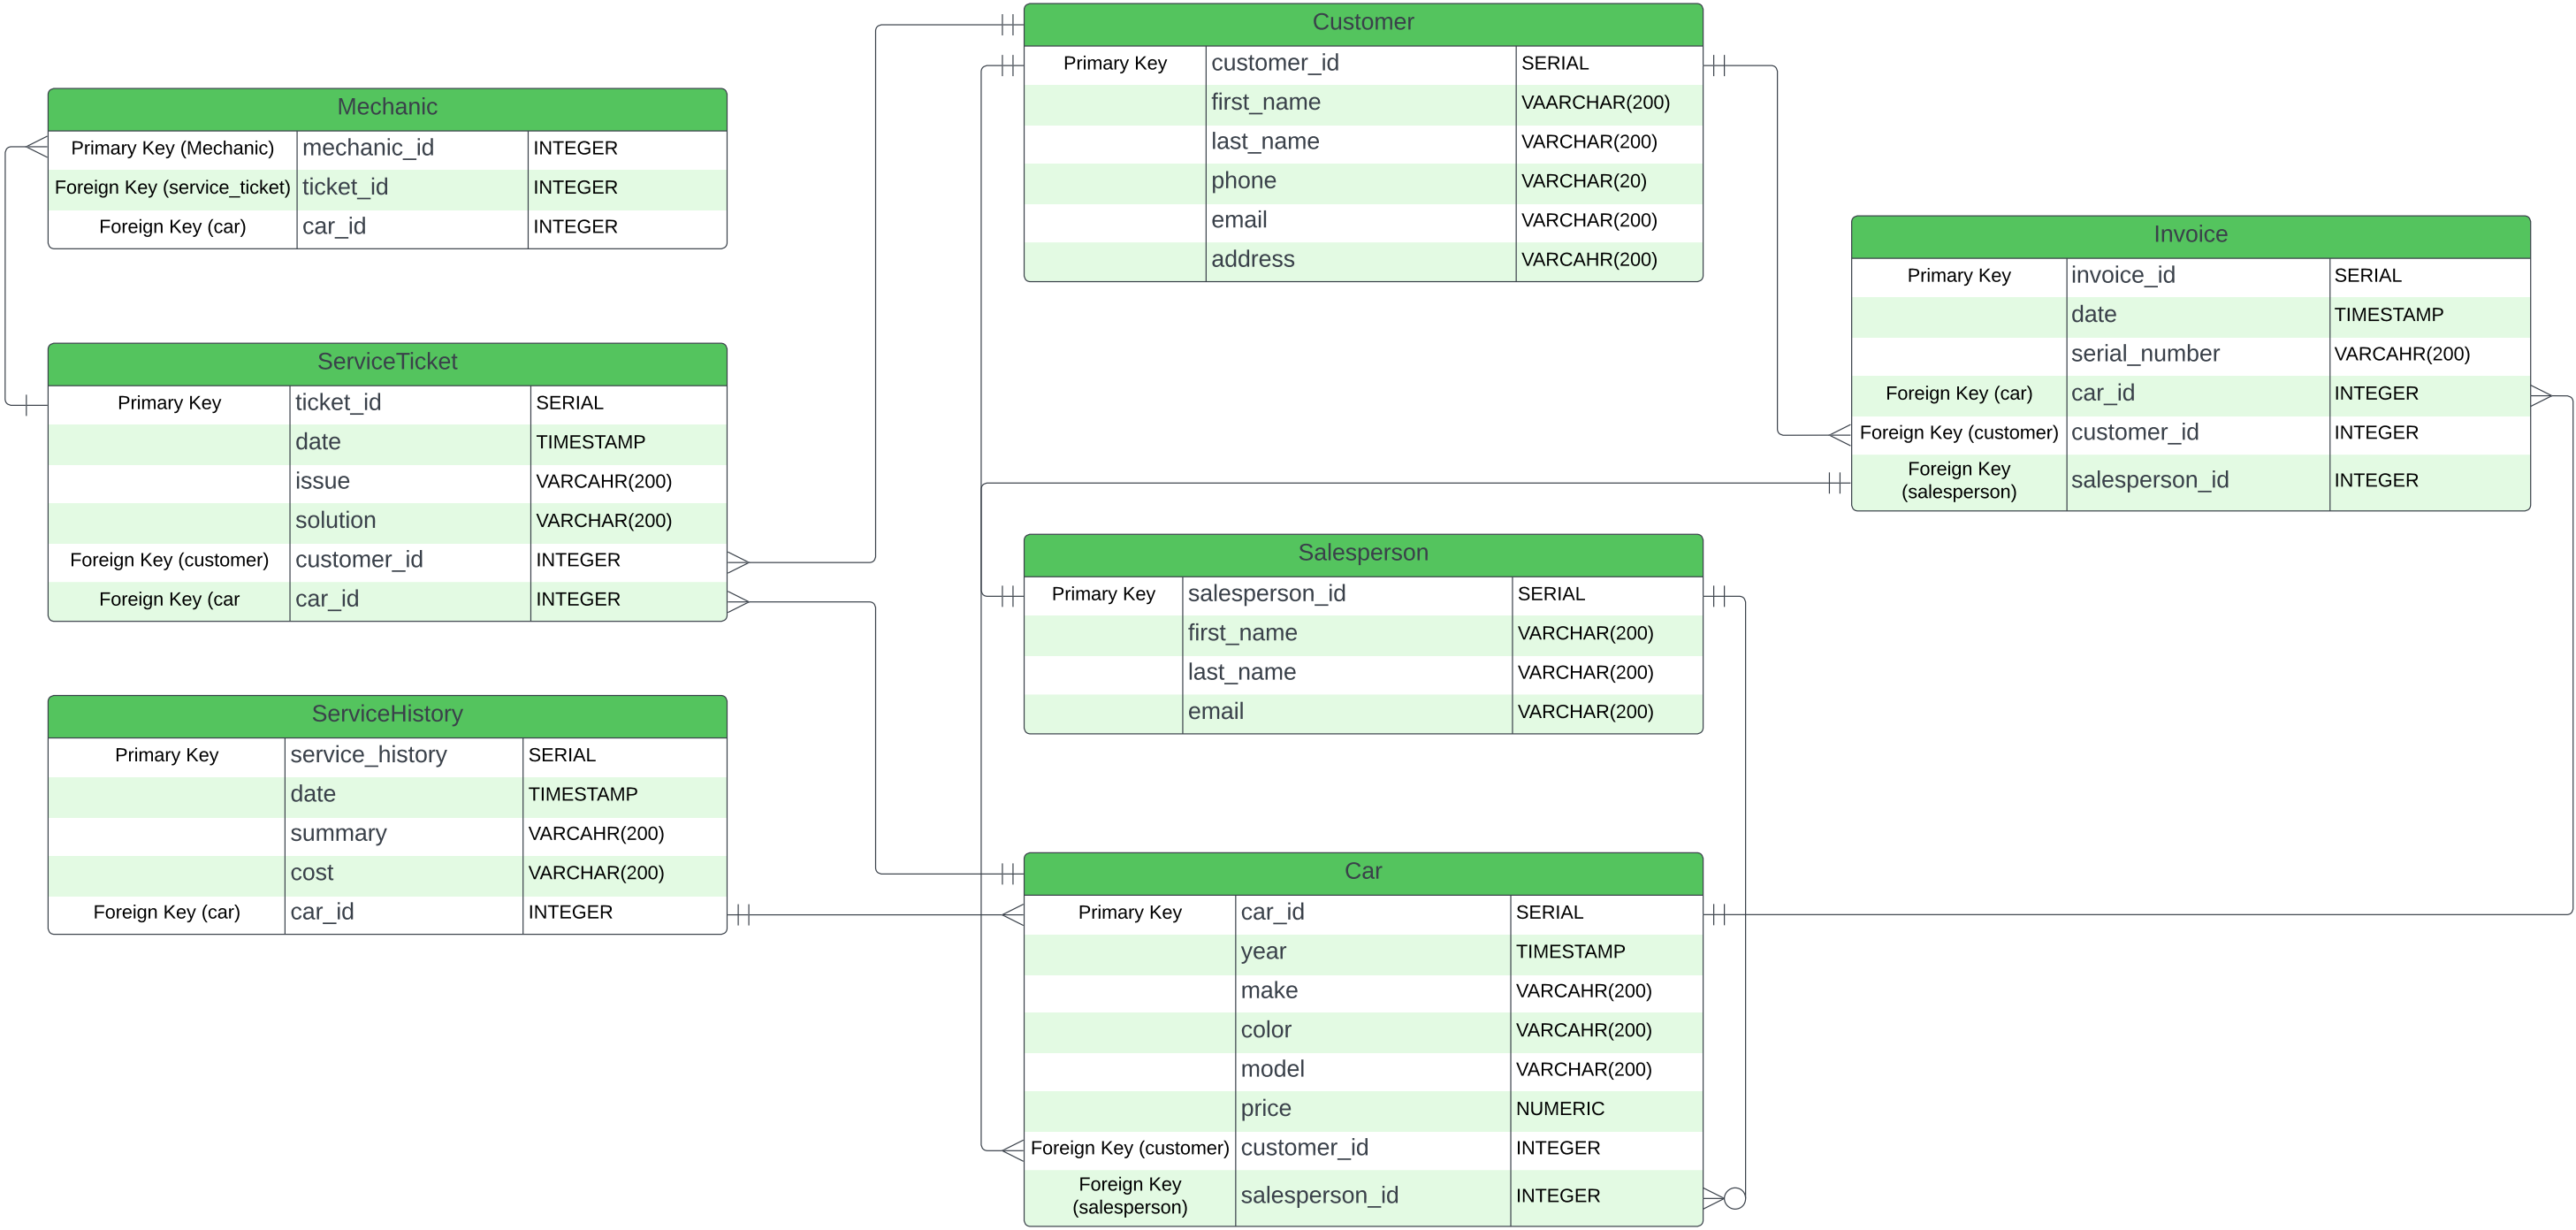 Customer
Primary Key customer_id SERIAL
first_name VAARCHAR(200)
last_name VARCHAR(200)
phone VARCHAR(20)
email VARCHAR(200)
address VARCAHR(200)
Mechanic
Primary Key (Mechanic) mechanic_id INTEGER
Foreign Key (service_ticket) ticket_id INTEGER
Foreign Key (car) car_id INTEGER
Invoice
Primary Key invoice_id SERIAL
date TIMESTAMP
serial_number VARCAHR(200)
Foreign Key (car) car_id INTEGER
Foreign Key (customer) customer_id INTEGER
Foreign Key
(salesperson) salesperson_id INTEGER
ServiceTicket
Primary Key ticket_id SERIAL
date TIMESTAMP
issue VARCAHR(200)
solution VARCHAR(200)
Foreign Key (customer) customer_id INTEGER
Foreign Key (car car_id INTEGER
Salesperson
Primary Key salesperson_id SERIAL
first_name VARCHAR(200)
last_name VARCHAR(200)
email VARCHAR(200)
ServiceHistory
Primary Key service_history SERIAL
date TIMESTAMP
summary VARCAHR(200)
cost VARCHAR(200)
Foreign Key (car) car_id INTEGER
Car
Primary Key car_id SERIAL
year TIMESTAMP
make VARCAHR(200)
color VARCAHR(200)
model VARCHAR(200)
price NUMERIC
Foreign Key (customer) customer_id INTEGER
Foreign Key
(salesperson) salesperson_id INTEGER